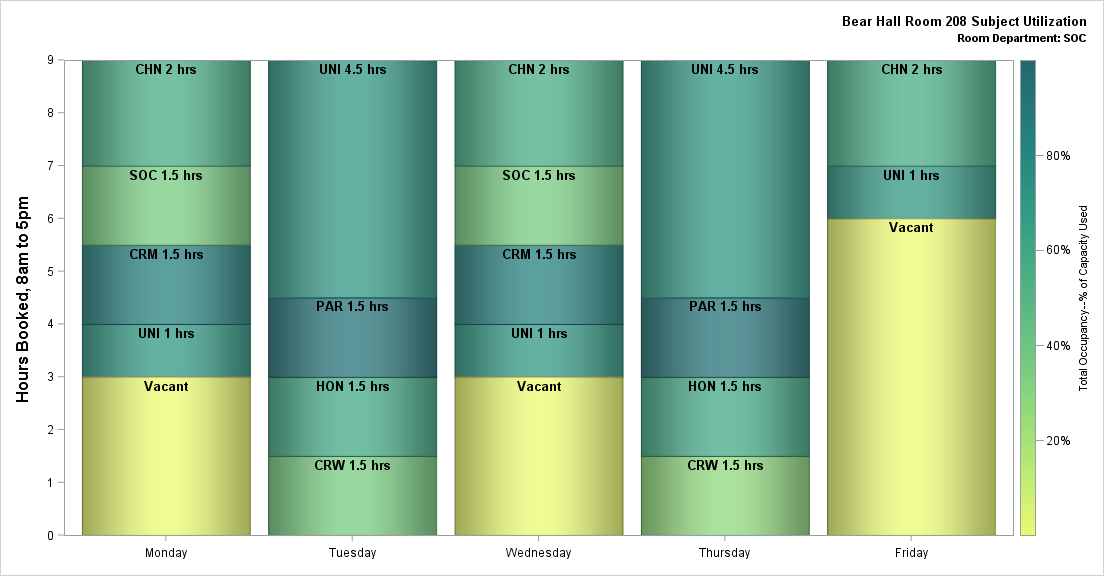 Bear Hall Room 208 Subject Utilization
Room Department: SOC
Hours Booked, 8am to 5pm
9
8
7
6
5
4
3
2
1
0
CHN 2 hrs
SOC 1.5 hrs
CRM 1.5 hrs
UNI 1 hrs
Vacant
UNI 4.5 hrs
PAR 1.5 hrs
HON 1.5 hrs
CRW 1.5 hrs
CHN 2 hrs
SOC 1.5 hrs
CRM 1.5 hrs
UNI 1 hrs
Vacant
UNI 4.5 hrs
PAR 1.5 hrs
HON 1.5 hrs
CRW 1.5 hrs
CHN 2 hrs
UNI 1 hrs
Vacant
Monday
Tuesday
Wednesday
Thursday
Friday
80%
60%
40%
20%
Total Occupancy--% of Capacity Used